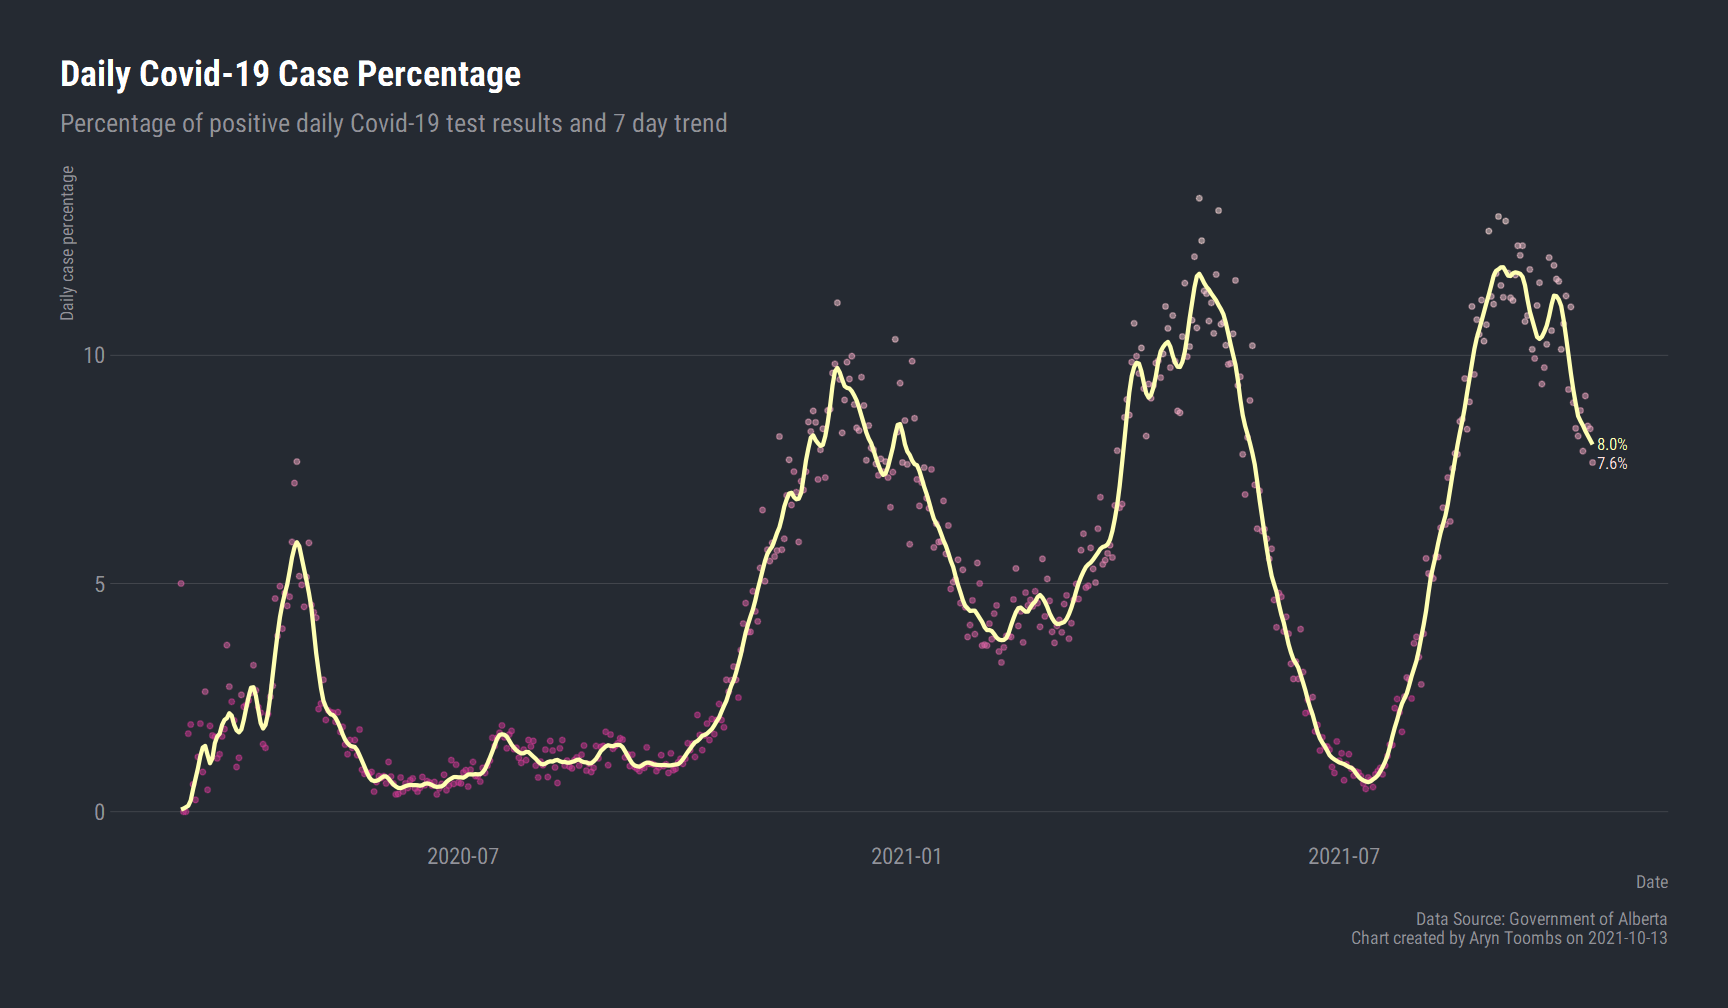 Daily Covid-19 Case Percentage
Percentage of positive daily Covid-19 test results and 7 day trend
Daily case percentage
10
5
0
8.0%
7.6%
2020-07
2021-01
2021-07
Date
Data Source: Government of Alberta
Chart created by Aryn Toombs on 2021-10-13